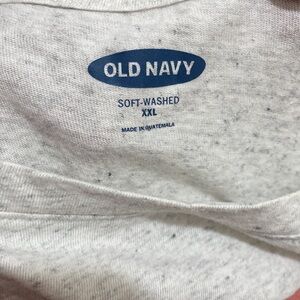 OLD NAVY
SOFT-WASHED
XXL
MADE IN GUATEMALA